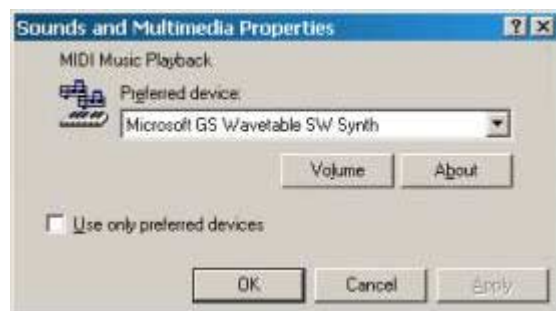 Sounds and Multimedia Properties
MIDI Music Playback
Preferred device:
Microsoft GS Wavetable SW Synth
Volume About
Use only preferred devices
OK Cancel Apply